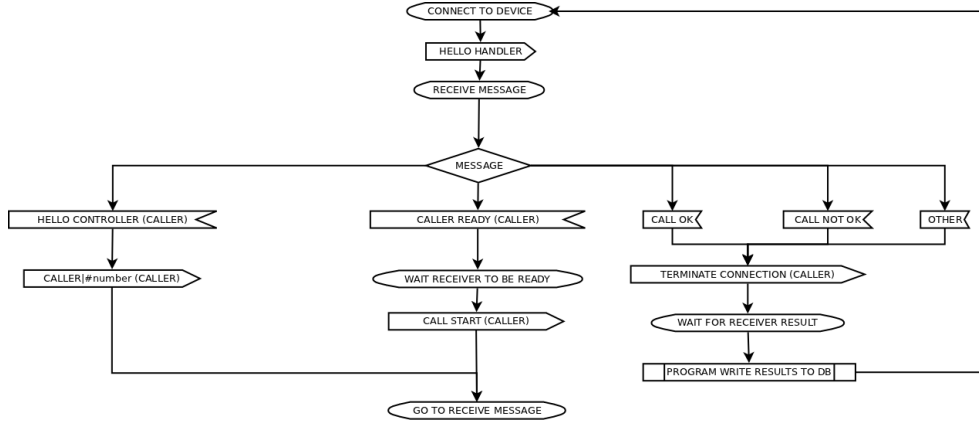 CONNECT TO DEVICE
HELLO HANDLER
RECEIVE MESSAGE
MESSAGE
HELLO CONTROLLER (CALLER)
CALLER READY (CALLER)
CALL OK
CALL NOT OK
OTHER
CALLER|#number (CALLER)
WAIT RECEIVER TO BE READY
TERMINATE CONNECTION (CALLER)
CALL START (CALLER)
WAIT FOR RECEIVER RESULT
PROGRAM WRITE RESULTS TO DB
GO TO RECEIVE MESSAGE